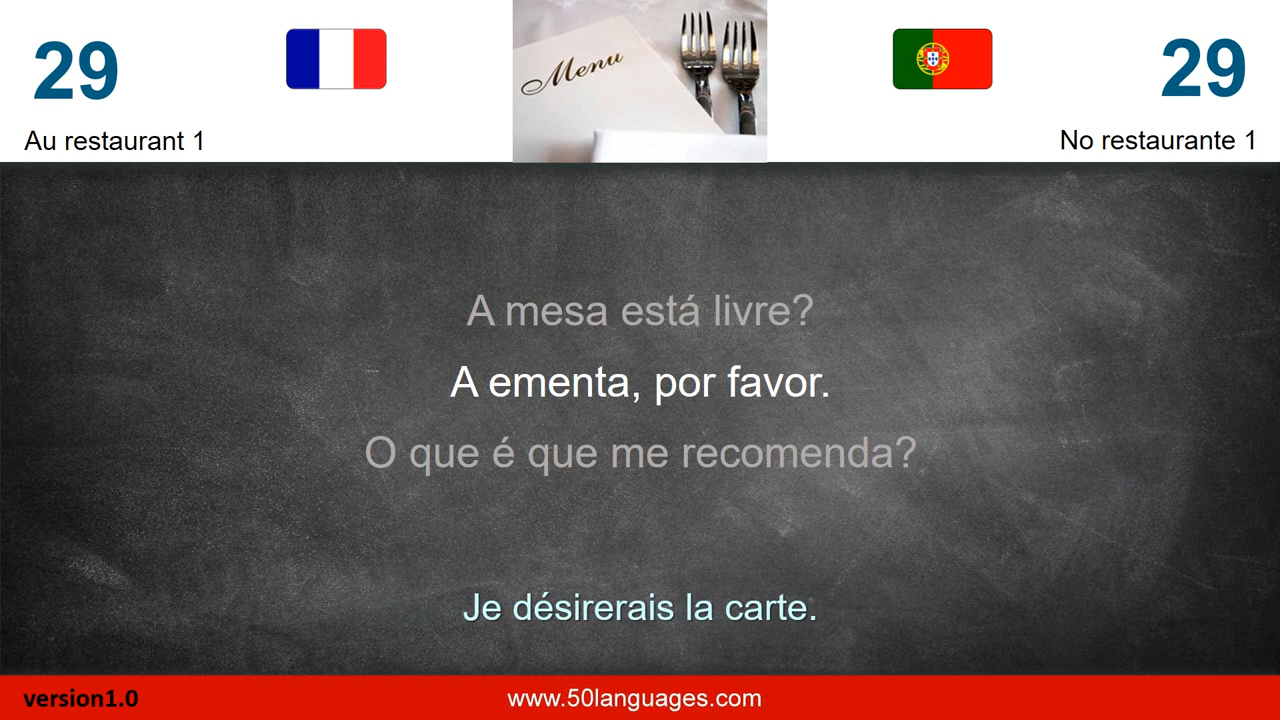 29
29
Menu
Au restaurant 1
No restaurante 1
A mesa está livre?
A ementa, por favor.
O que é que me recomenda?
Je désirerais la carte.
version1.0
www.50languages.com